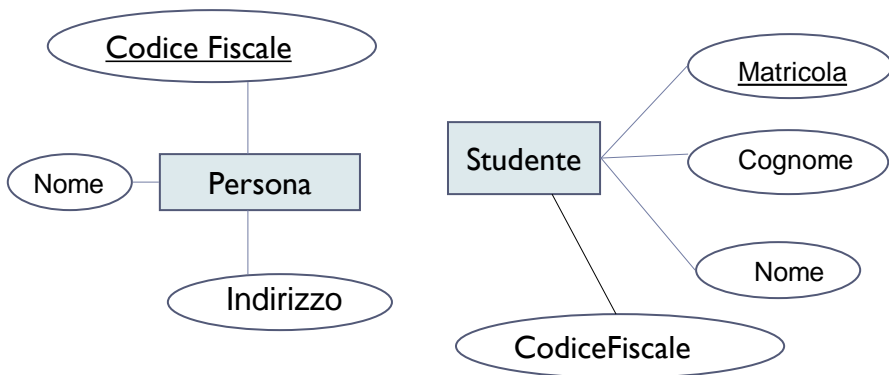 Codice Fiscale
Nome
Persona
Indirizzo
Studente
Matricola
Cognome
Nome
CodiceFiscale